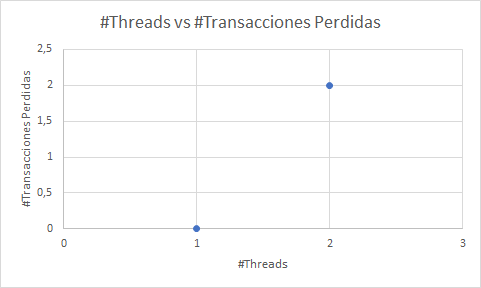 #Threads vs #Transacciones Perdidas
#Transacciones Perdidas
2,5
2
1,5
1
0,5
0
0 1 2 3
#Threads